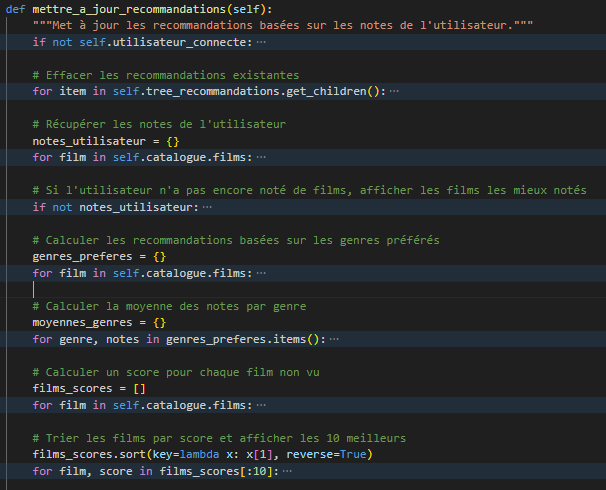 def mettre_a_jour_recommandations(self):
"""Met à jour les recommandations basées sur les notes de l'utilisateur."""
if not self.utilisateur_connecte:···
# Effacer les recommandations existantes
for item in self.tree_recommandations.get_children():···
# Récupérer les notes de l'utilisateur
notes_utilisateur = {}
for film in self.catalogue.films:···
# Si l'utilisateur n'a pas encore noté de films, afficher les films les mieux notés
if not notes_utilisateur:···
# Calculer les recommandations basées sur les genres préférés
genres_preferes = {}
for film in self.catalogue.films:···
# Calculer la moyenne des notes par genre
moyennes_genres = {}
for genre, notes in genres_preferes.items():···
# Calculer un score pour chaque film non vu
films_scores = []
for film in self.catalogue.films:···
# Trier les films par score et afficher les 10 meilleurs
films_scores.sort(key=lambda x: x[1], reverse=True)
for film, score in films_scores[:10]:···